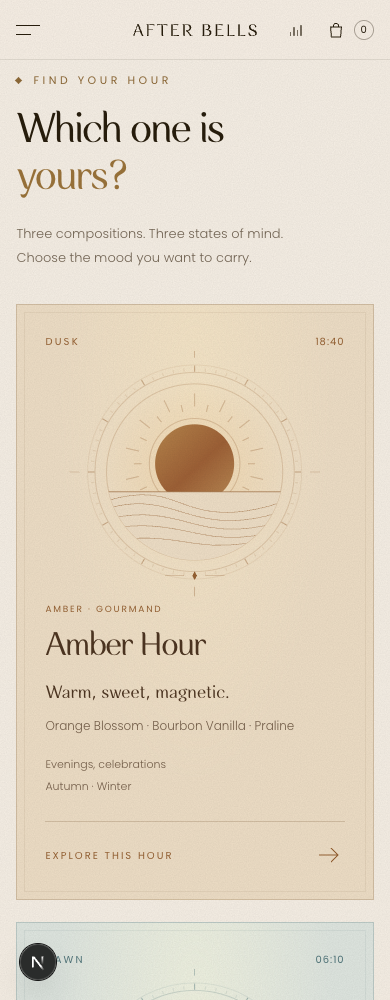 AFTER BELLS
0
FIND YOUR HOUR
Which one is
yours?
Three compositions. Three states of mind.
Choose the mood you want to carry.
DUSK 18:40
AMBER · GOURMAND
Amber Hour
Warm, sweet, magnetic.
Orange Blossom · Bourbon Vanilla · Praline
Evenings, celebrations
Autumn · Winter
EXPLORE THIS HOUR
N
AWN 06:10